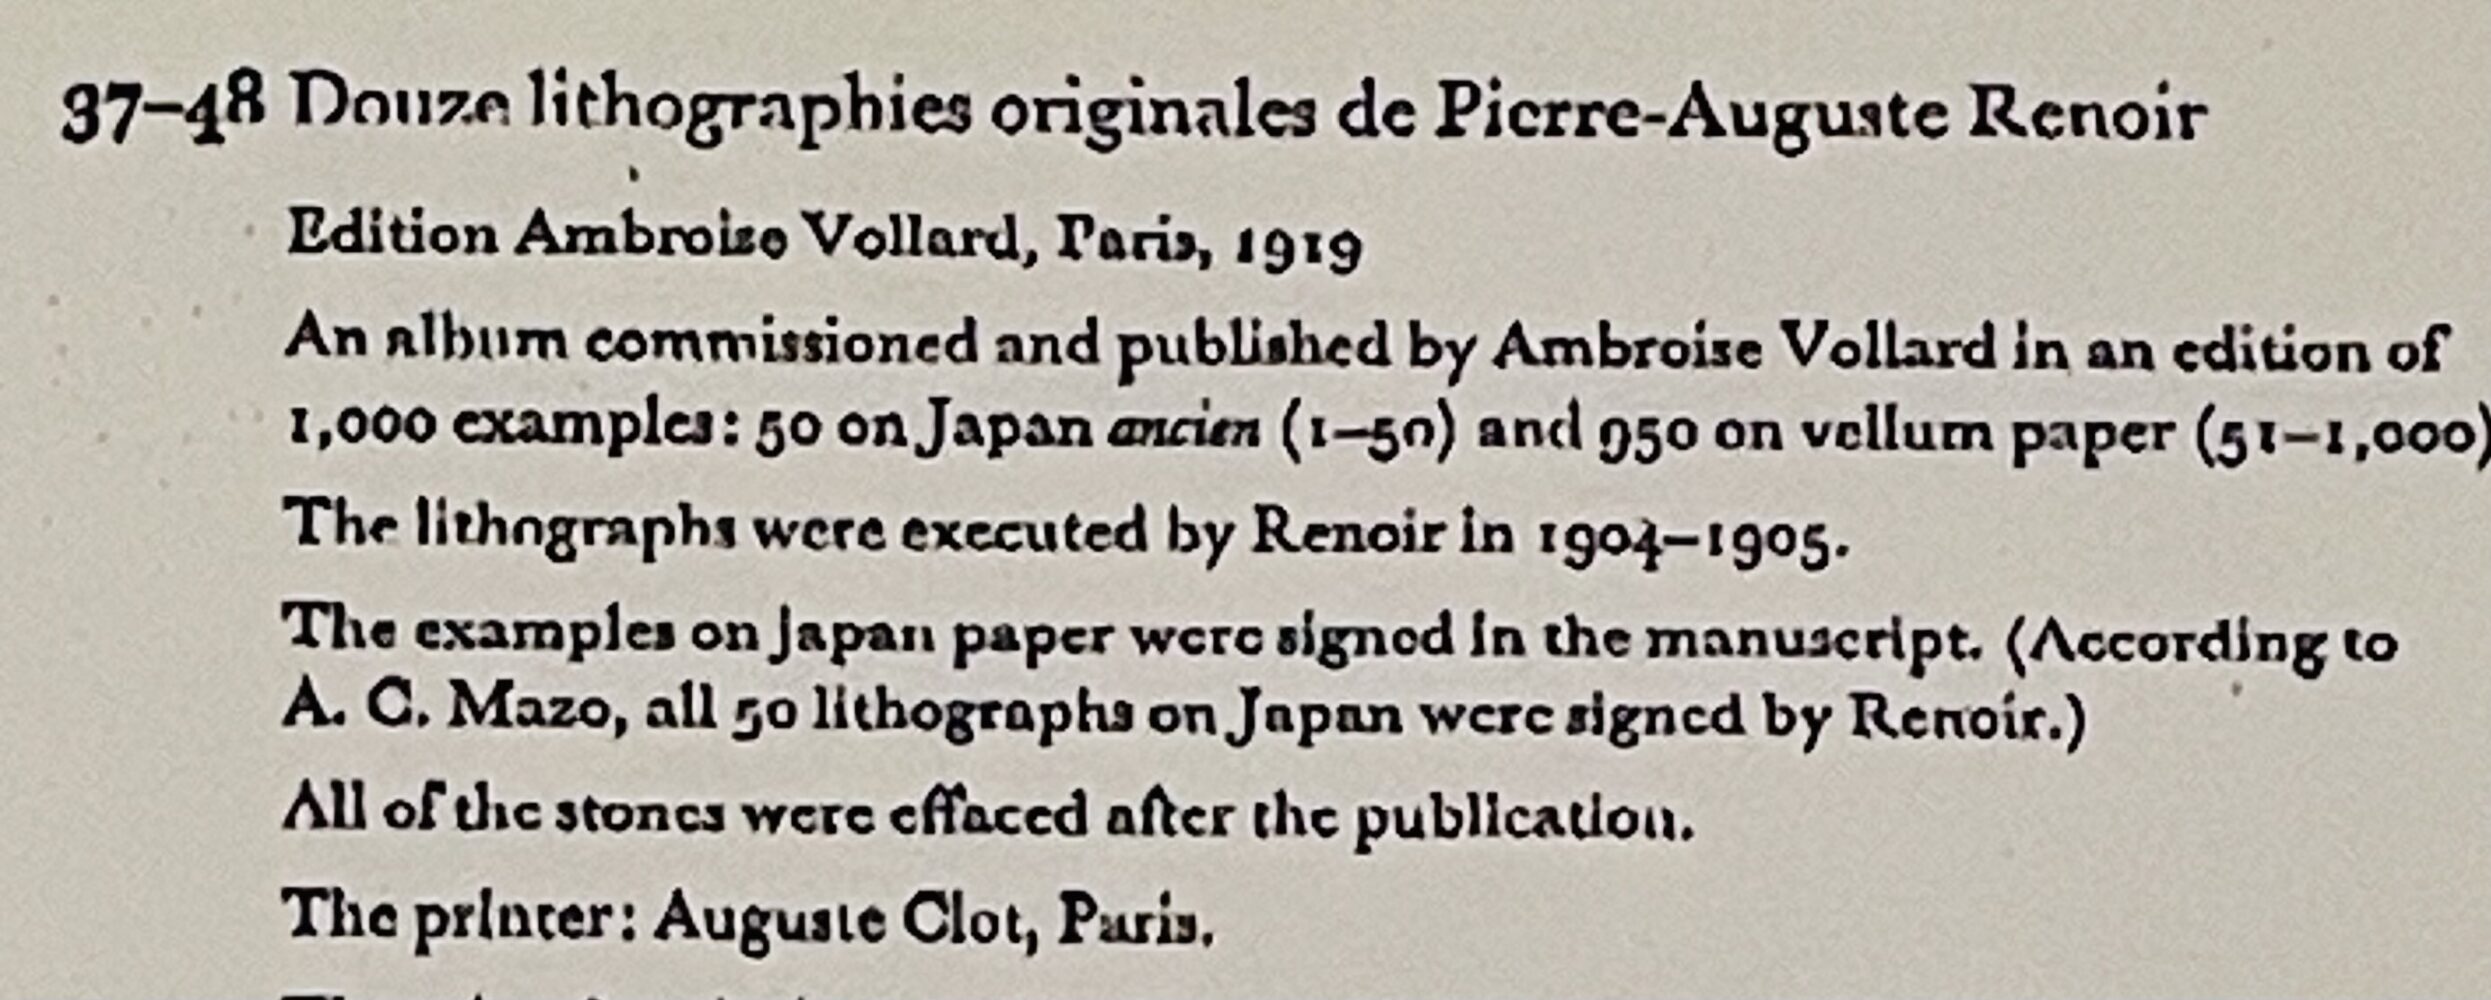 37–48 Douze lithographies originales de Pierre-Auguste Renoir
Edition Ambroise Vollard, Paris, 1919
An album commissioned and published by Ambroise Vollard in an edition of
1,000 examples: 50 on Japan ancien (1–50) and 950 on vellum paper (51–1,000)
The lithographs were executed by Renoir in 1904–1905.
The examples on Japan paper were signed in the manuscript. (According to
A. C. Mazo, all 50 lithographs on Japan were signed by Renoir.)
All of the stones were effaced after the publication.
The printer: Auguste Clot, Paris.